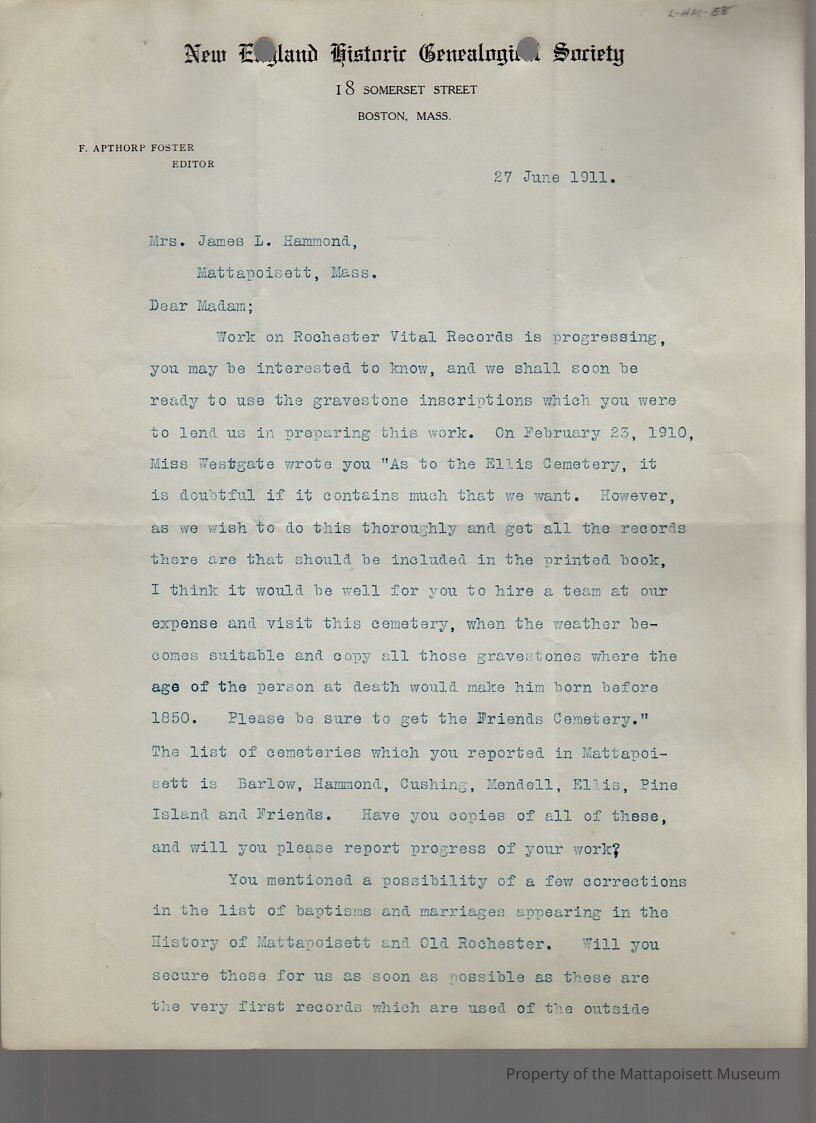 L-HM-E8
New England Historic Genealogical Society
18 SOMERSET STREET
BOSTON, MASS.
F. APTHORP FOSTER
EDITOR
27 June 1911.
Mrs. James L. Hammond,
Mattapoisett, Mass.
Dear Madam;
Work on Rochester Vital Records is progressing,
you may be interested to know, and we shall soon be
ready to use the gravestone inscriptions which you were
to lend us in preparing this work. On February 23, 1910,
Miss Westgate wrote you "As to the Ellis Cemetery, it
is doubtful if it contains much that we want. However,
as we wish to do this thoroughly and get all the records
there are that should be included in the printed book,
I think it would be well for you to hire a team at our
expense and visit this cemetery, when the weather be-
comes suitable and copy all those gravestones where the
age of the person at death would make him born before
1850. Please be sure to get the Friends Cemetery."
The list of cemeteries which you reported in Mattapoi-
sett is Barlow, Hammond, Cushing, Mendell, Ellis, Pine
Island and Friends. Have you copies of all of these,
and will you please report progress of your work?
You mentioned a possibility of a few corrections
in the list of baptisms and marriages appearing in the
History of Mattapoisett and Old Rochester. Will you
secure these for us as soon as possible as these are
the very first records which are used of the outside
Property of the Mattapoisett Museum